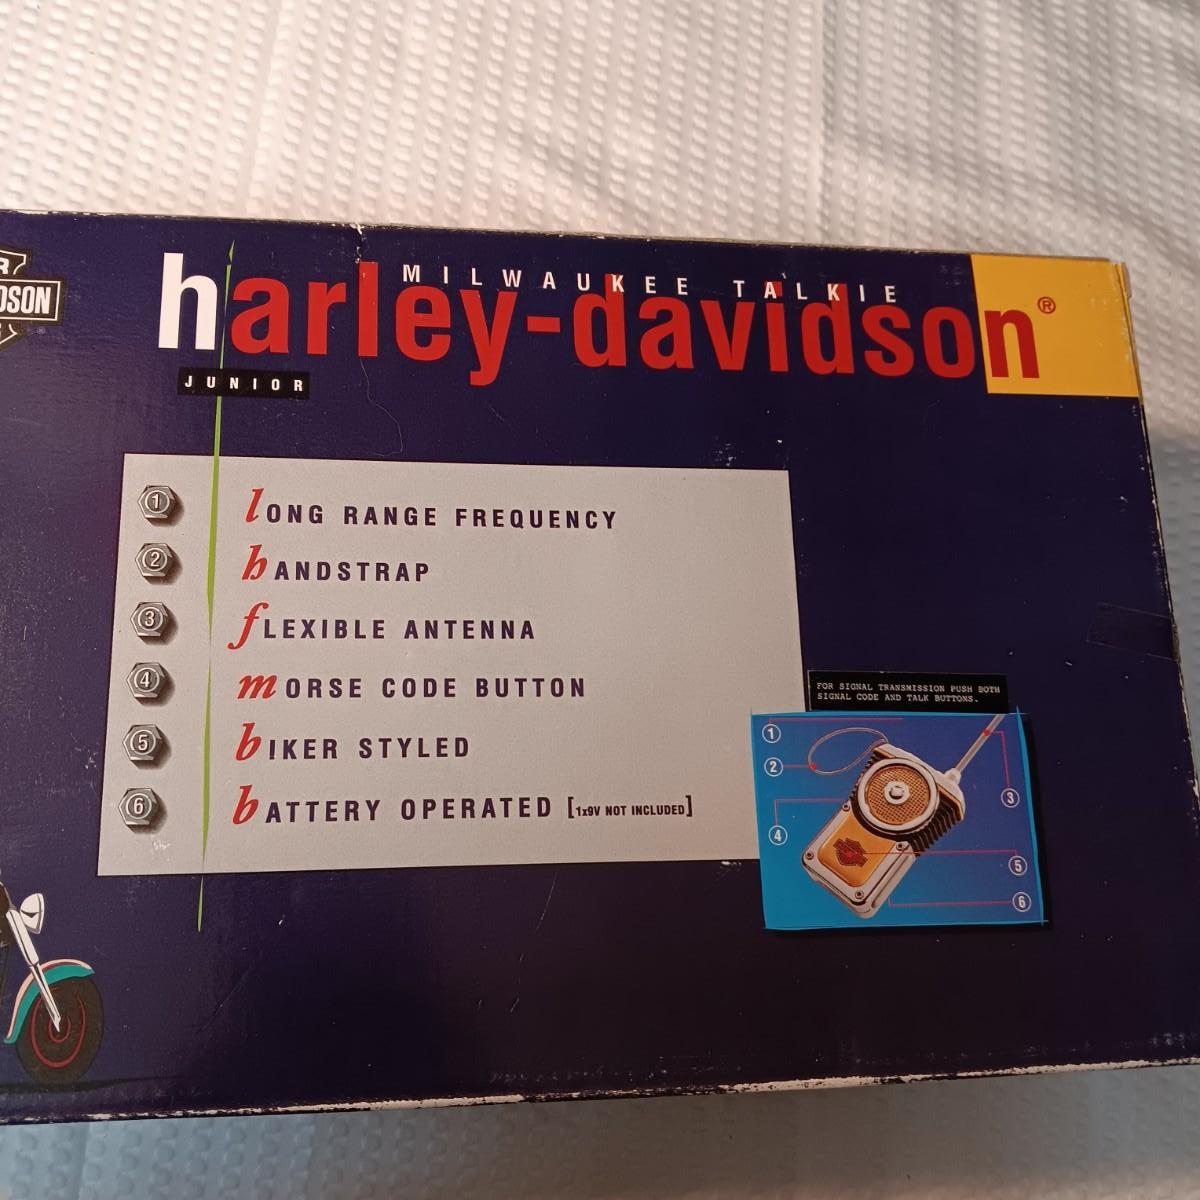 MILWAUKEE TALKIE
harley-davidson®
JUNIOR
1 lONG RANGE FREQUENCY
2 hANDSTRAP
3 fLEXIBLE ANTENNA
4 mORSE CODE BUTTON
5 bIKER STYLED
6 bATTERY OPERATED [1x9V NOT INCLUDED]
FOR SIGNAL TRANSMISSION PUSH BOTH
SIGNAL CODE AND TALK BUTTONS.
1
2
3
4
5
6